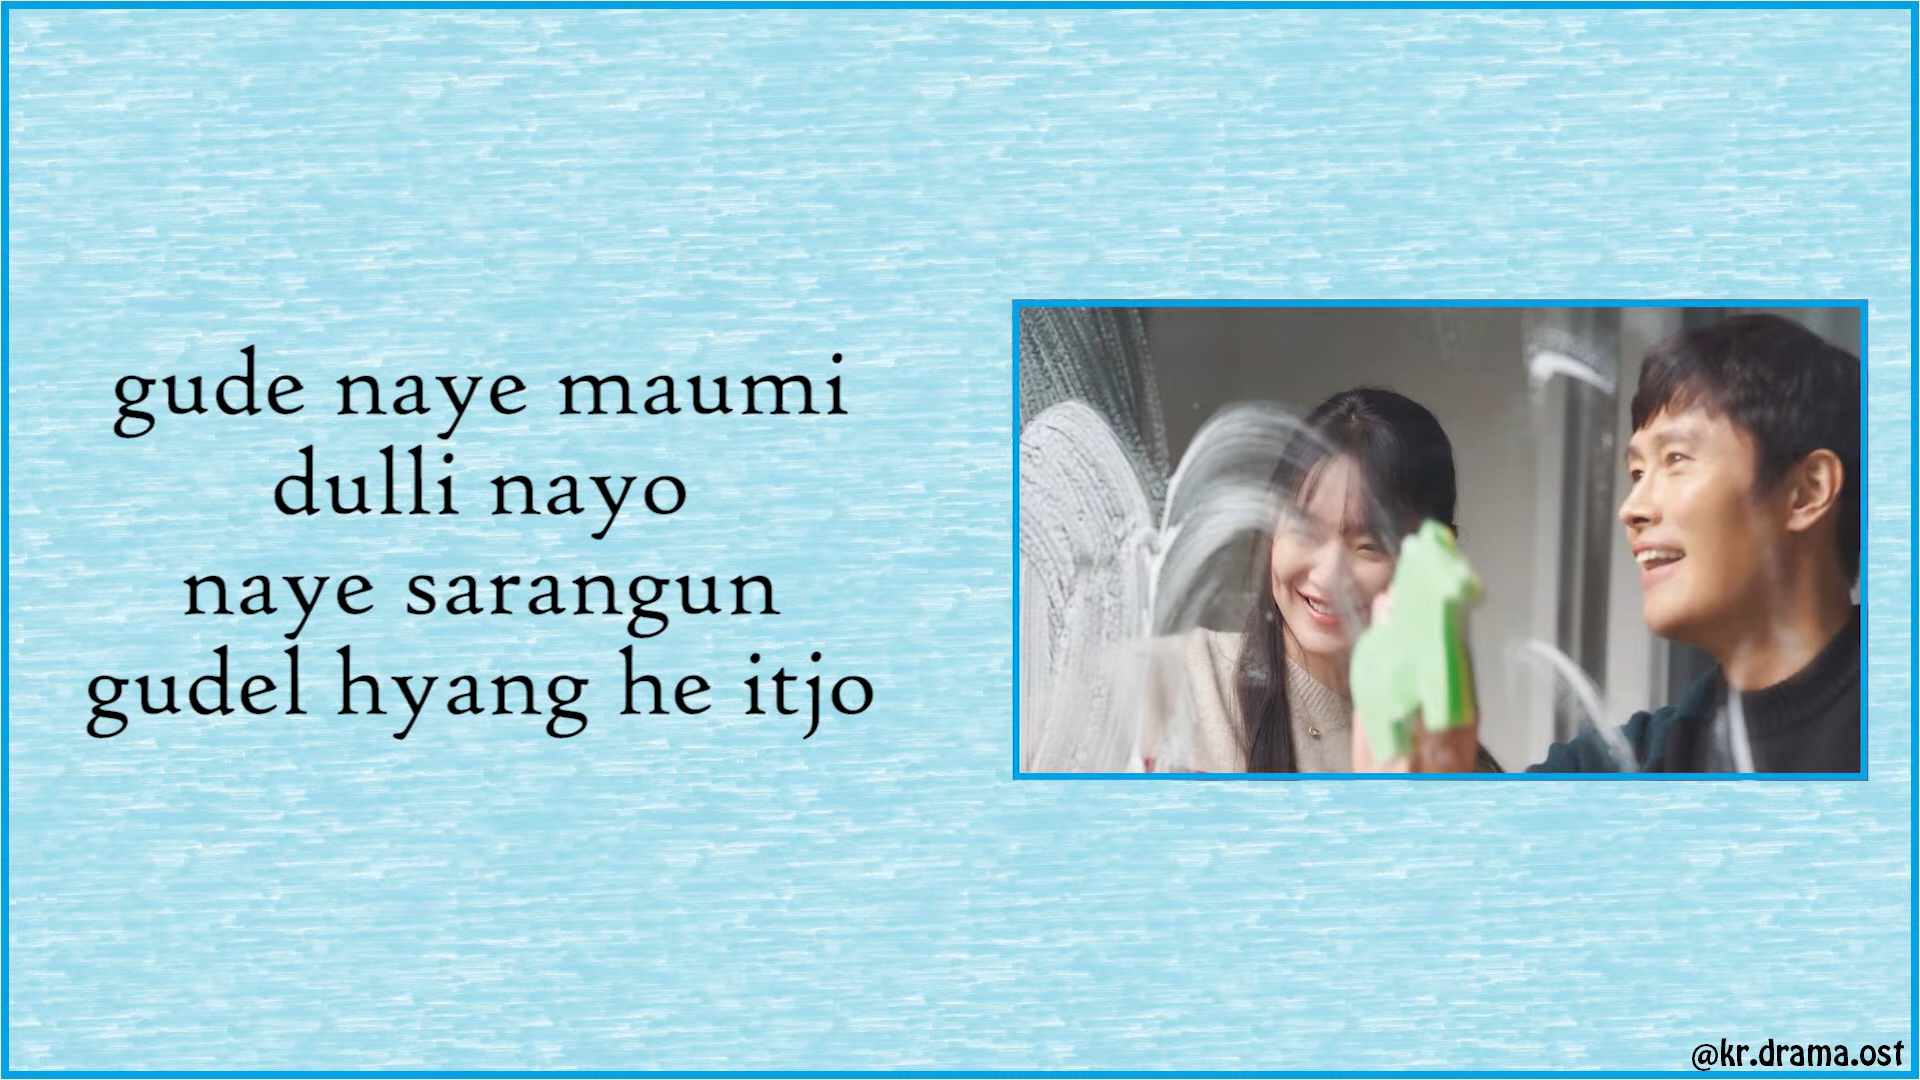 gude naye maumi
dulli nayo
naye sarangun
gudel hyang he itjo
@kr.drama.ost